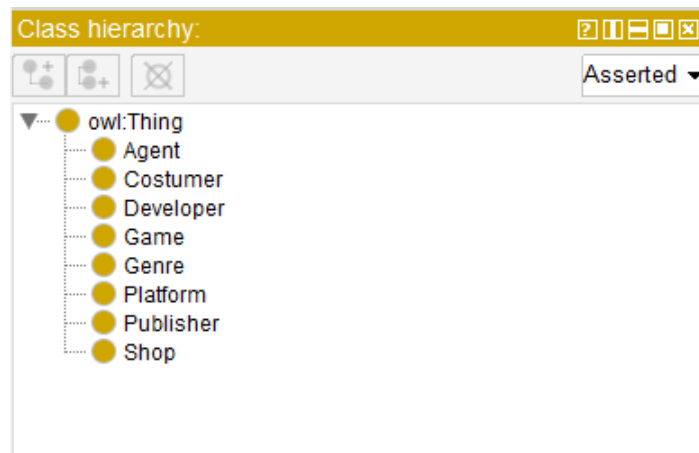 Class hierarchy:
Asserted
owl:Thing
Agent
Costumer
Developer
Game
Genre
Platform
Publisher
Shop